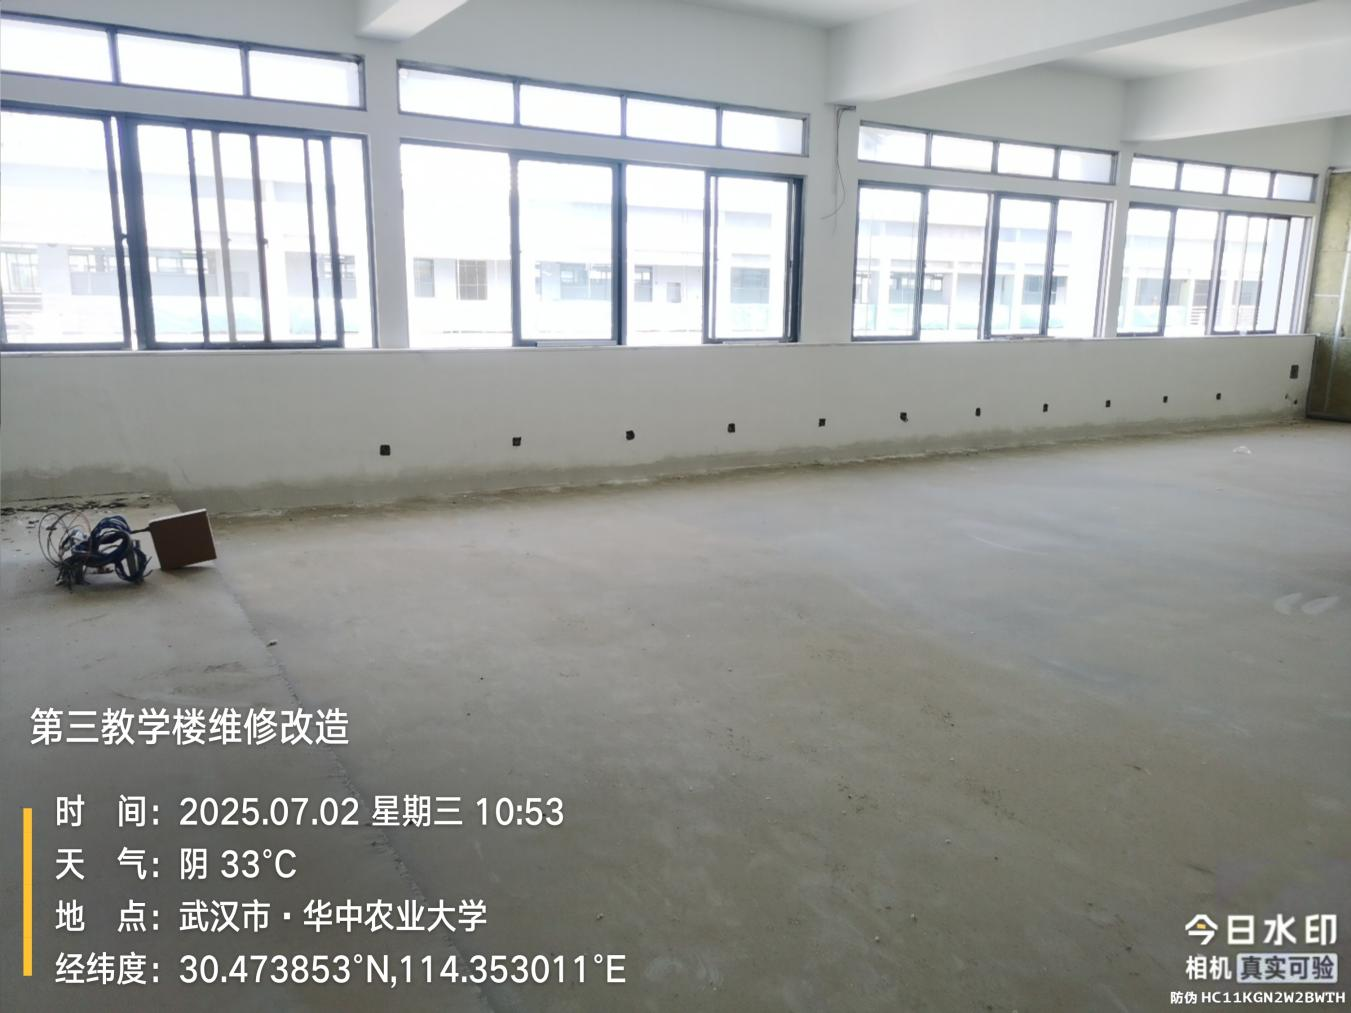 第三教学楼维修改造
时 间：2025.07.02 星期三 10:53
天 气：阴 33°C
地 点：武汉市·华中农业大学
经纬度：30.473853°N,114.353011°E
今日水印
相机 真实可验
防伪 HC11KGN2W2BWTH